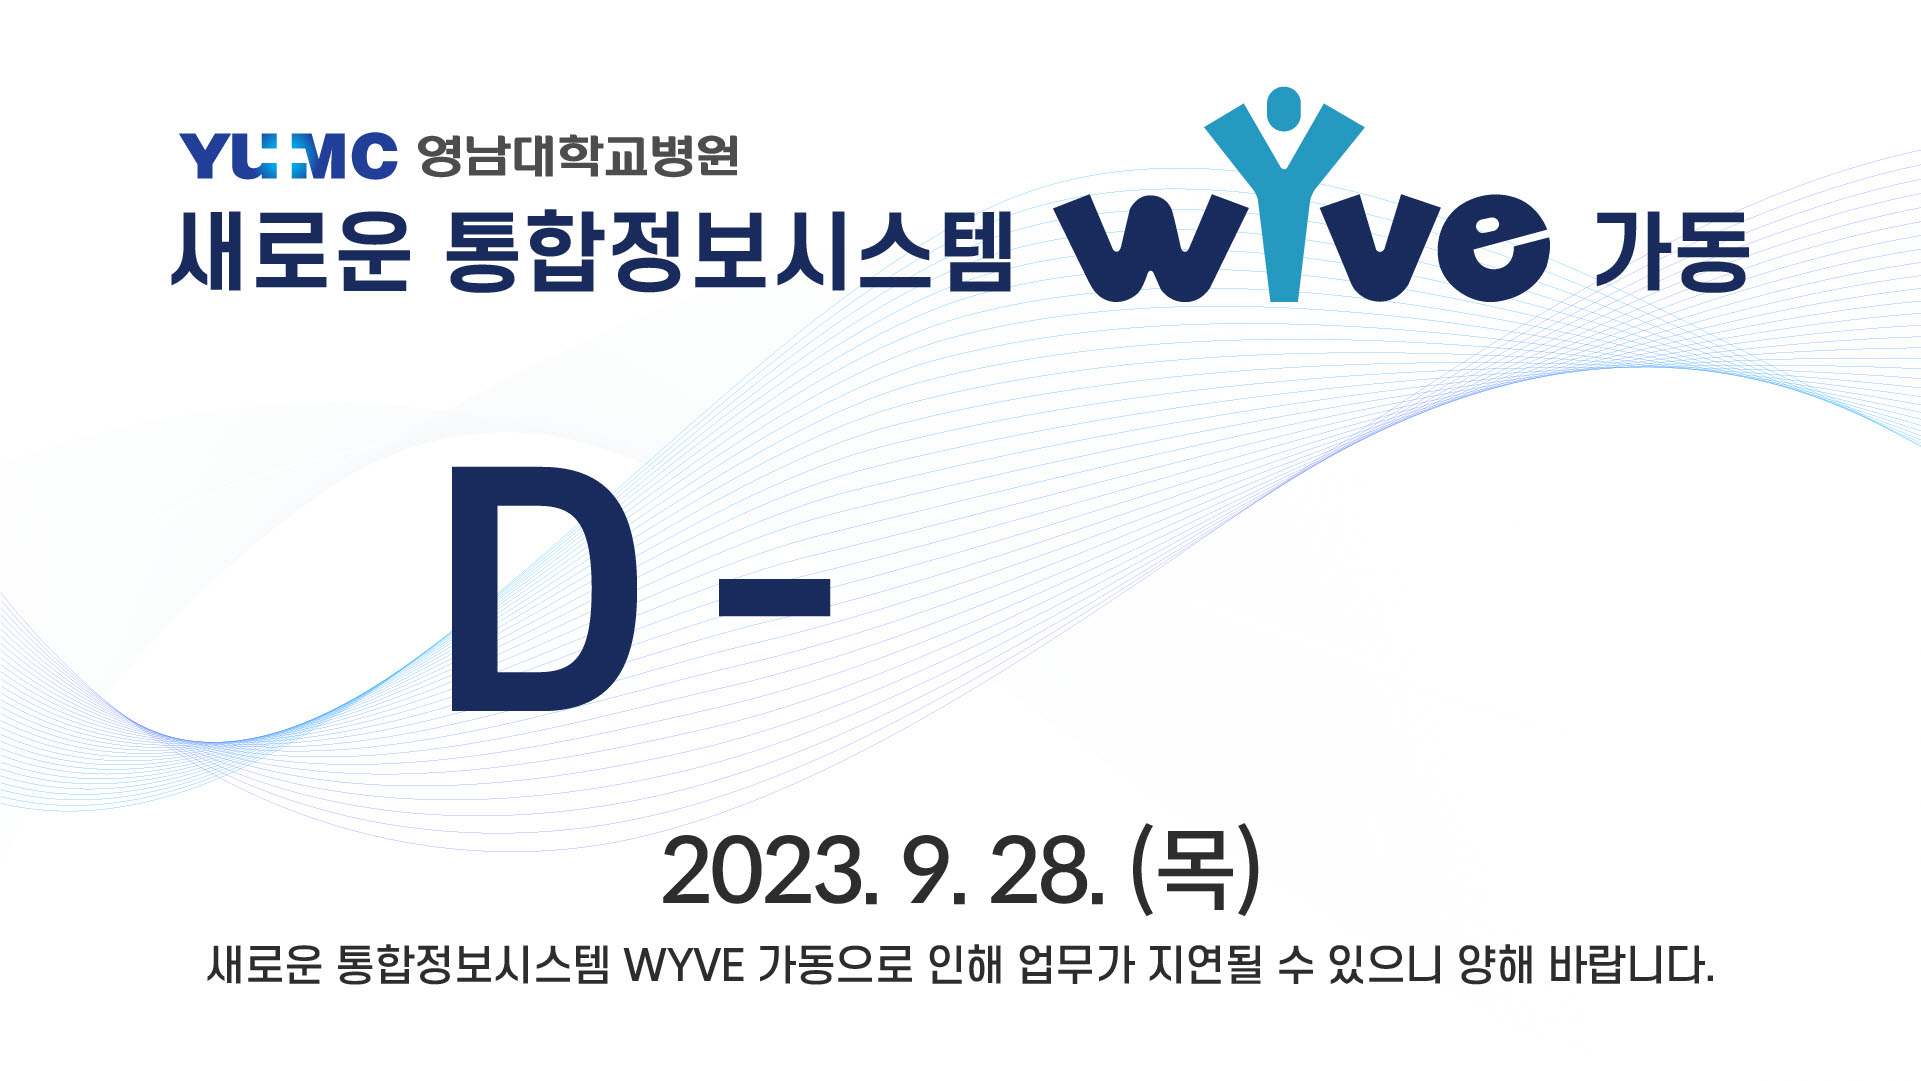 YUMC 영남대학교병원
새로운 통합정보시스템 wyve 가동
D -
2023. 9. 28. (목)
새로운 통합정보시스템 WYVE 가동으로 인해 업무가 지연될 수 있으니 양해 바랍니다.